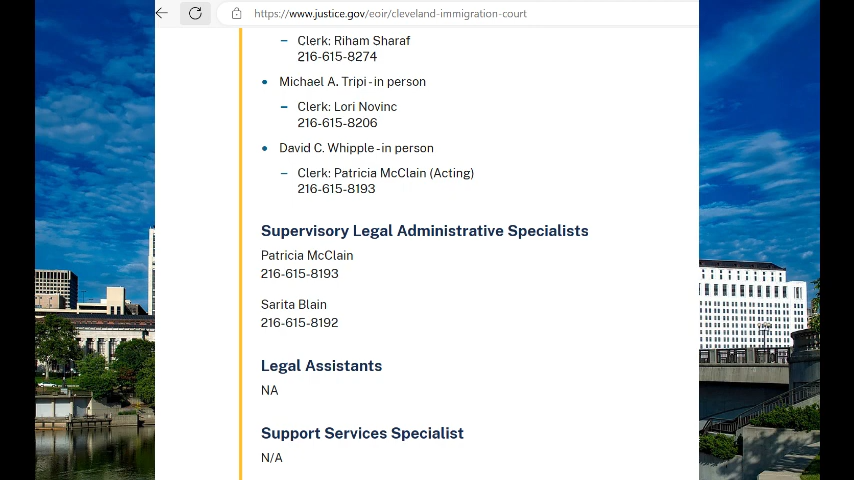 https://www.justice.gov/eoir/cleveland-immigration-court
– Clerk: Riham Sharaf
216-615-8274
• Michael A. Tripi - in person
– Clerk: Lori Novinc
216-615-8206
• David C. Whipple - in person
– Clerk: Patricia McClain (Acting)
216-615-8193
Supervisory Legal Administrative Specialists
Patricia McClain
216-615-8193
Sarita Blain
216-615-8192
Legal Assistants
NA
Support Services Specialist
N/A